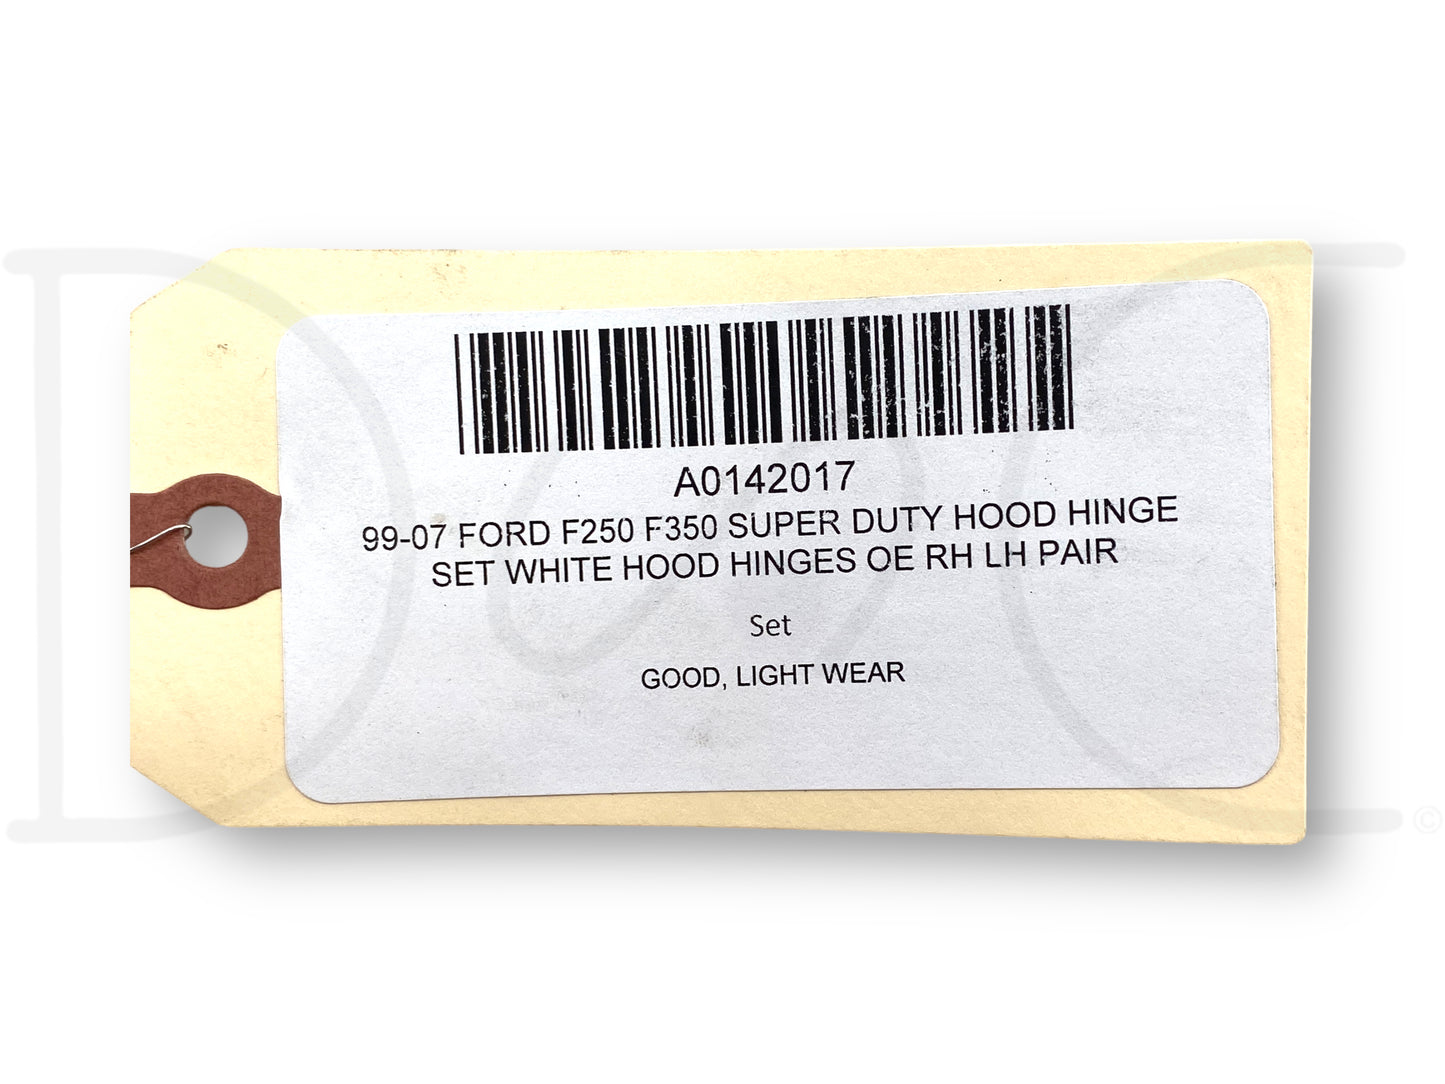 A0142017
99-07 FORD F250 F350 SUPER DUTY HOOD HINGE
SET WHITE HOOD HINGES OE RH LH PAIR
Set
GOOD, LIGHT WEAR
©